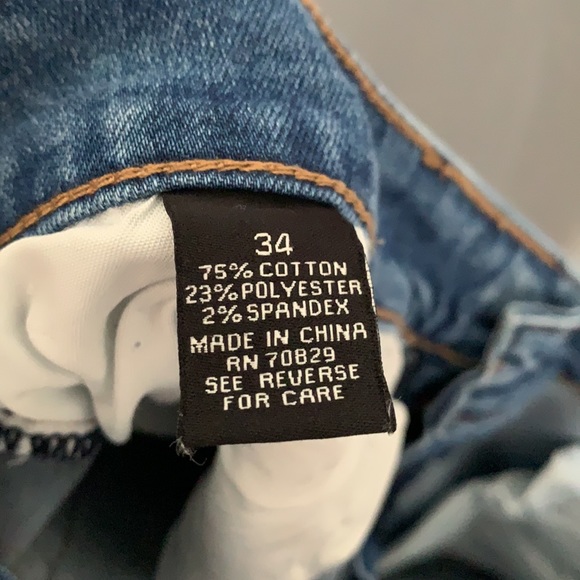 34
75% COTTON
23% POLYESTER
2% SPANDEX
MADE IN CHINA
RN 70829
SEE REVERSE
FOR CARE